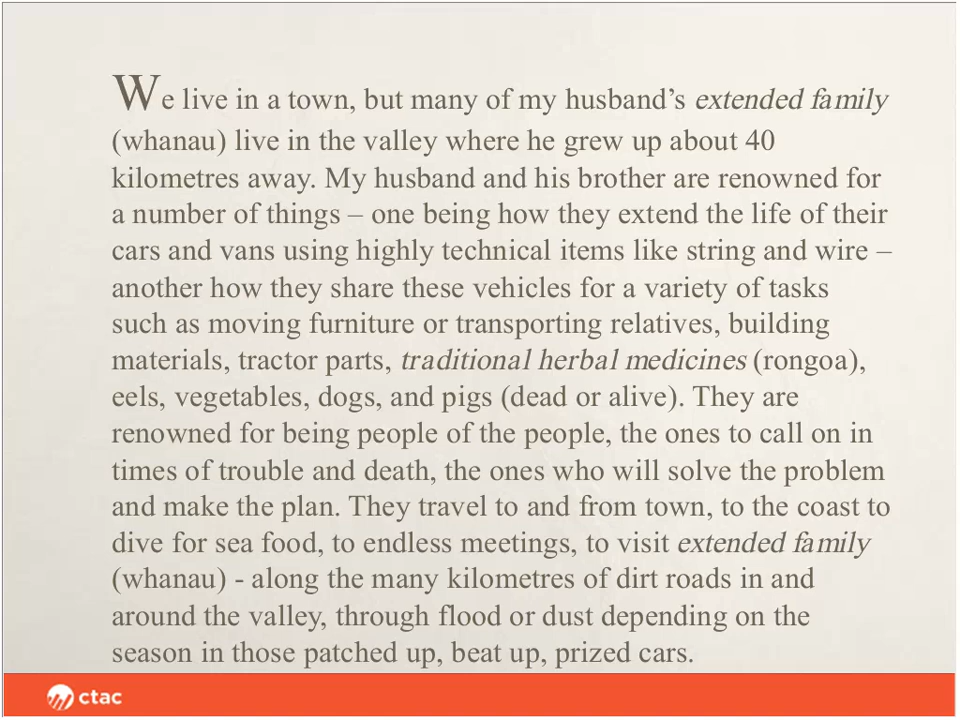 We live in a town, but many of my husband’s extended family
(whanau) live in the valley where he grew up about 40
kilometres away. My husband and his brother are renowned for
a number of things – one being how they extend the life of their
cars and vans using highly technical items like string and wire –
another how they share these vehicles for a variety of tasks
such as moving furniture or transporting relatives, building
materials, tractor parts, traditional herbal medicines (rongoa),
eels, vegetables, dogs, and pigs (dead or alive). They are
renowned for being people of the people, the ones to call on in
times of trouble and death, the ones who will solve the problem
and make the plan. They travel to and from town, to the coast to
dive for sea food, to endless meetings, to visit extended family
(whanau) - along the many kilometres of dirt roads in and
around the valley, through flood or dust depending on the
season in those patched up, beat up, prized cars.
ctac